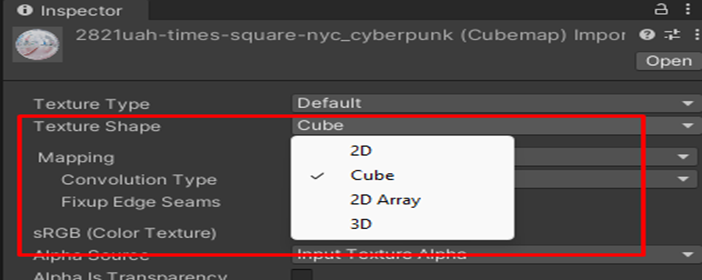 Inspector
2821uah-times-square-nyc_cyberpunk (Cubemap) Impor
Open
Texture Type Default
Texture Shape Cube
Mapping
2D
Convolution Type
Cube
Fixup Edge Seams
2D Array
3D
sRGB (Color Texture)
Alpha Source Input Texture Alpha
Alpha Is Transparency